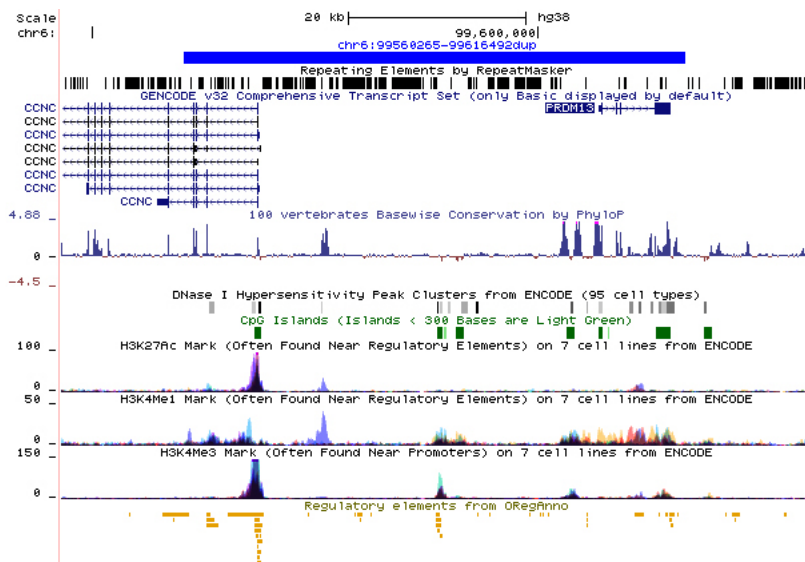 Scale 20 kb hg38
chr6: 99,600,000
chr6:99560265-99616492dup
Repeating Elements by RepeatMasker
GENCODE v32 Comprehensive Transcript Set (only Basic displayed by default)
CCNC PRDM13
CCNC
CCNC
CCNC
CCNC
CCNC
CCNC
CCNC
4.88 _ 100 vertebrates Basewise Conservation by PhyloP
0 _
-4.5 _
DNase I Hypersensitivity Peak Clusters from ENCODE (95 cell types)
CpG Islands (Islands < 300 Bases are Light Green)
H3K27Ac Mark (Often Found Near Regulatory Elements) on 7 cell lines from ENCODE
100 _
0 _
H3K4Me1 Mark (Often Found Near Regulatory Elements) on 7 cell lines from ENCODE
50 _
0 _
H3K4Me3 Mark (Often Found Near Promoters) on 7 cell lines from ENCODE
150 _
0 _
Regulatory elements from ORegAnno